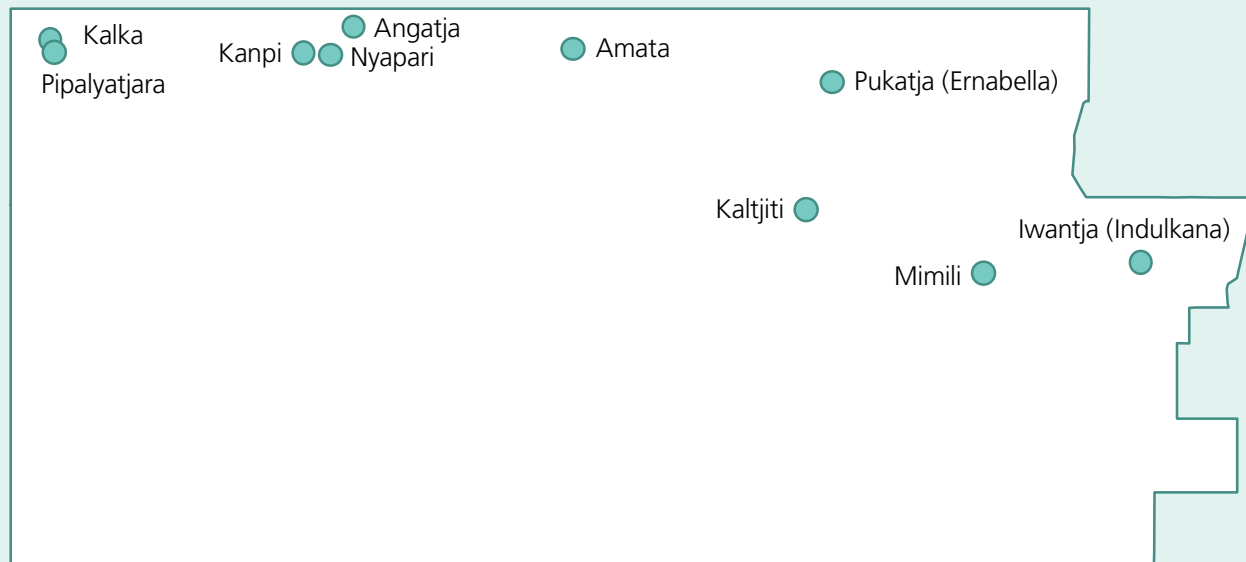 Kalka
Pipalyatjara
Kanpi
Angatja
Nyapari
Amata
Pukatja (Ernabella)
Kaltjiti
Iwantja (Indulkana)
Mimili